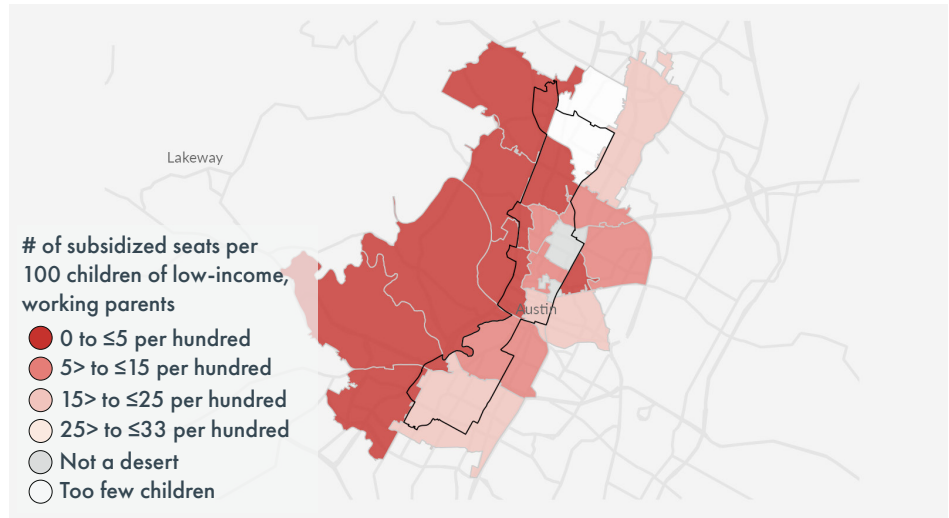 Lakeway
# of subsidized seats per
100 children of low-income,
working parents
0 to ≤5 per hundred
5> to ≤15 per hundred
15> to ≤25 per hundred
25> to ≤33 per hundred
Not a desert
Too few children
Austin